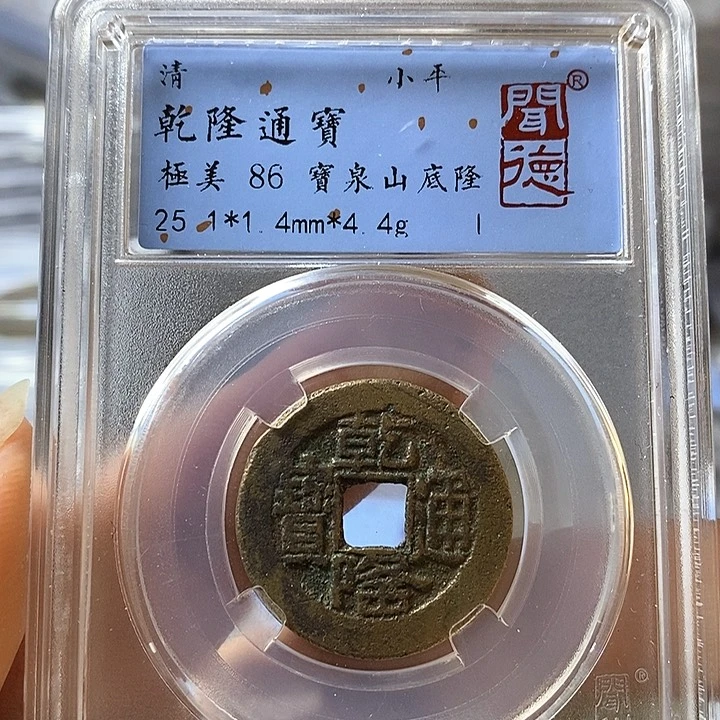 清 小平
乾隆通寶
極美 86 寶泉山底隆
25.1*1.4mm*4.4g
聞德
®
乾隆通寶
聞
®